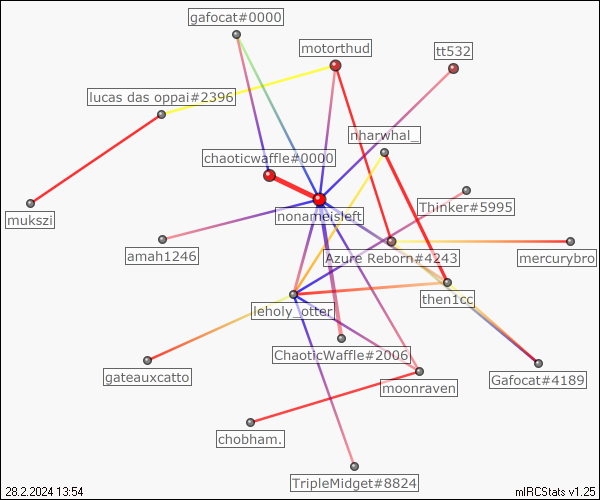 gafocat#0000
motorthud
tt532
lucas das oppai#2396
nharwhal_
chaoticwaffle#0000
Thinker#5995
mukszi
nonameisleft
amah1246
Azure Reborn#4243
mercurybro
then1cc
leholy_otter
ChaoticWaffle#2006
gateauxcatto
moonraven
Gafocat#4189
chobham.
TripleMidget#8824
28.2.2024 13:54
mIRCStats v1.25